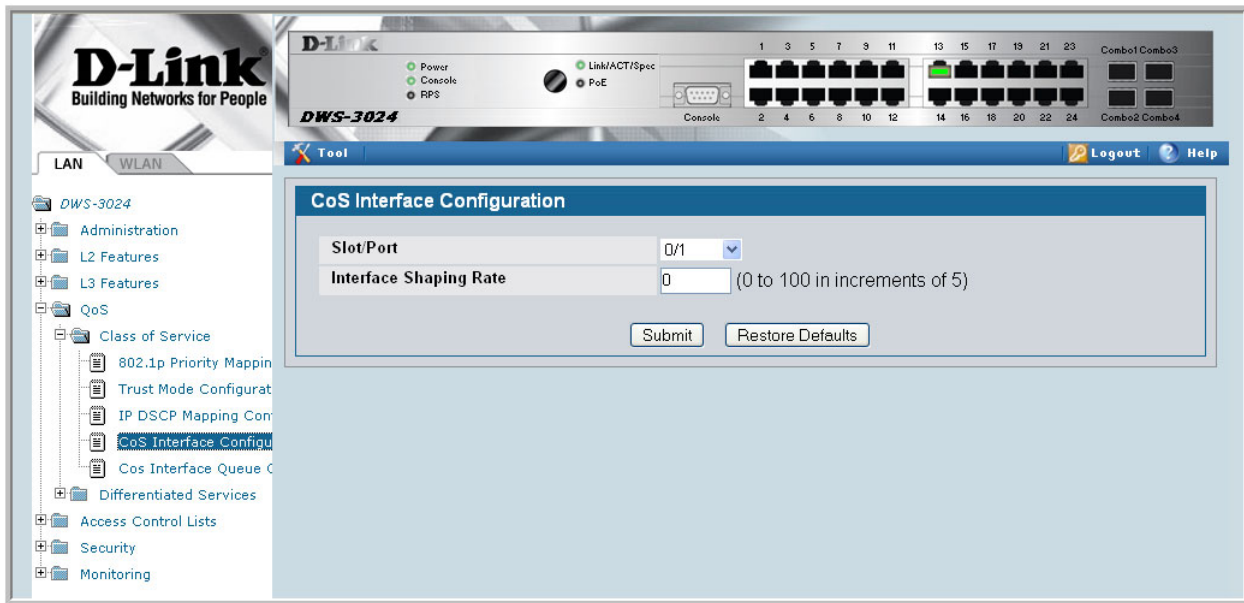 D-Link
Building Networks for People
D-Link
Power
Console
RPS
Link/ACT/Spec
PoE
DWS-3024
Console
1 3 5 7 9 11 13 15 17 19 21 23
Combo1 Combo3
2 4 6 8 10 12 14 16 18 20 22 24
Combo2 Combo4
LAN WLAN
Tool
Logout
Help
DWS-3024
Administration
L2 Features
L3 Features
QoS
Class of Service
802.1p Priority Mappin
Trust Mode Configurat
IP DSCP Mapping Con
CoS Interface Configu
Cos Interface Queue C
Differentiated Services
Access Control Lists
Security
Monitoring
CoS Interface Configuration
Slot/Port 0/1
Interface Shaping Rate 0 (0 to 100 in increments of 5)
Submit Restore Defaults